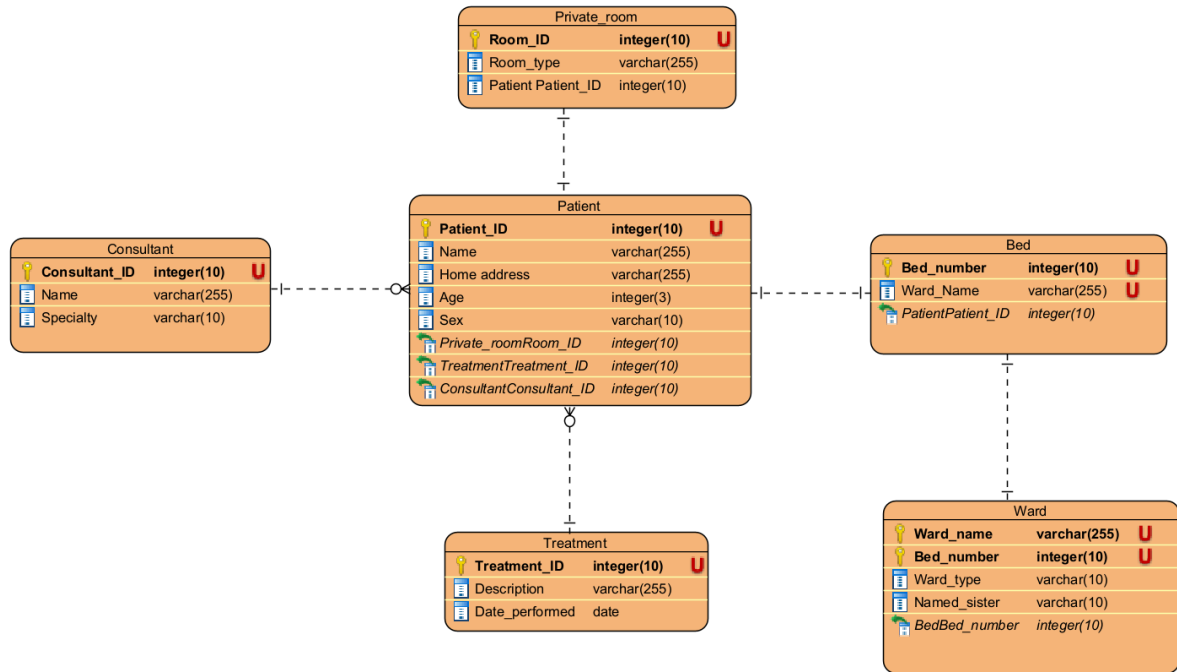 Private_room
Room_ID integer(10) U
Room_type varchar(255)
Patient Patient_ID integer(10)
Patient
Patient_ID integer(10) U
Name varchar(255)
Home address varchar(255)
Age integer(3)
Sex varchar(10)
Private_roomRoom_ID integer(10)
TreatmentTreatment_ID integer(10)
ConsultantConsultant_ID integer(10)
Consultant
Consultant_ID integer(10) U
Name varchar(255)
Specialty varchar(10)
Bed
Bed_number integer(10) U
Ward_Name varchar(255) U
PatientPatient_ID integer(10)
Treatment
Treatment_ID integer(10) U
Description varchar(255)
Date_performed date
Ward
Ward_name varchar(255) U
Bed_number integer(10) U
Ward_type varchar(10)
Named_sister varchar(10)
BedBed_number integer(10)